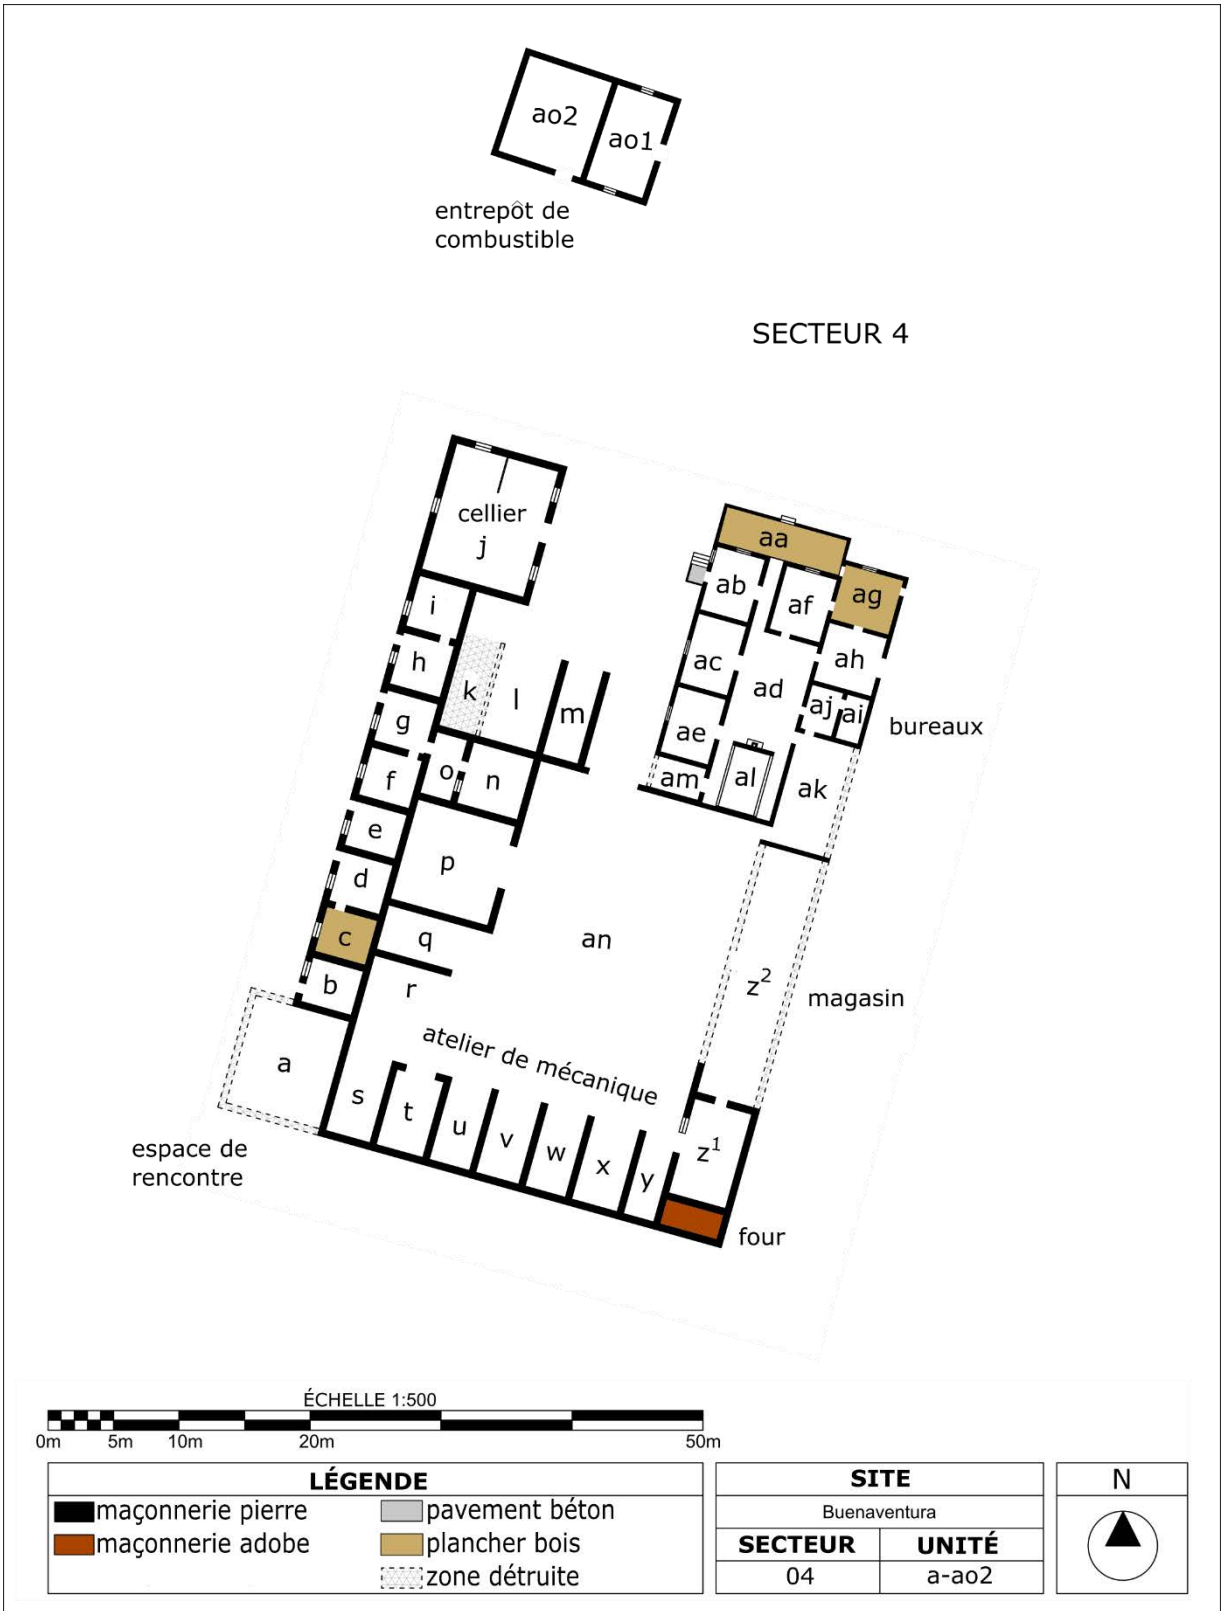 ao2
ao1
entrepôt de
combustible
SECTEUR 4
cellier
j
aa
ab
af
ag
i
h
ac
ah
k
l
m
ad
aj
ai
g
ae
bureaux
o
n
f
am
al
ak
e
p
d
c
q
an
b
r
z²
magasin
a
atelier de mécanique
s
t
u
v
w
x
y
z¹
espace de
rencontre
four
ÉCHELLE 1:500
0m 5m 10m 20m 50m
LÉGENDE
maçonnerie pierre
pavement béton
maçonnerie adobe
plancher bois
zone détruite
SITE
Buenaventura
SECTEUR UNITÉ
04 a-ao2
N